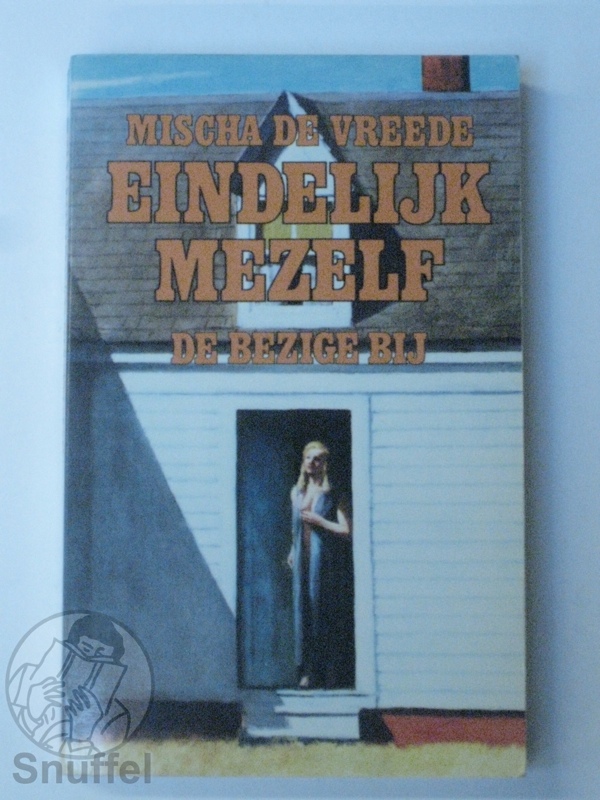 MISCHA DE VREEDE
EINDELIJK
MEZELF
DE BEZIGE BIJ
Snuffel